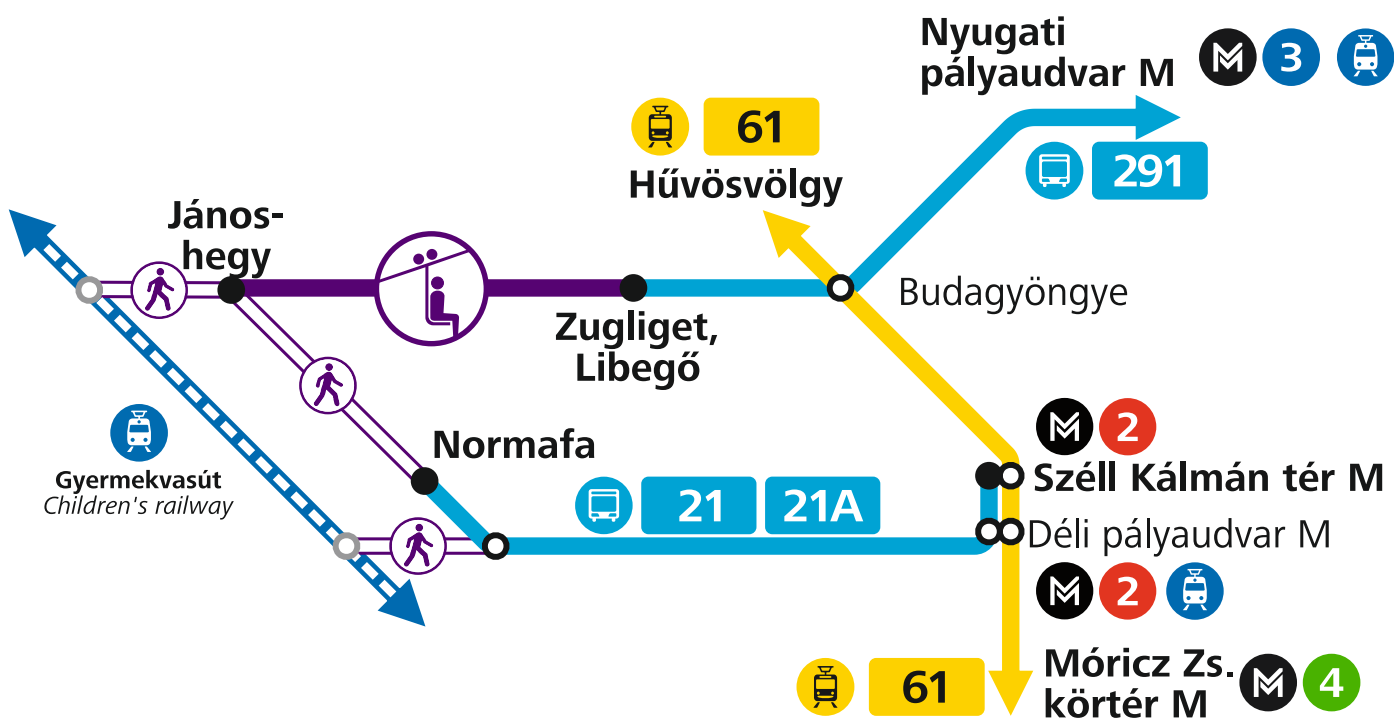 Nyugati
pályaudvar M
M 3
291
61
Hűvösvölgy
János-
hegy
Budagyöngye
Zugliget,
Libegő
Gyermekvasút
Children's railway
Normafa
21 21A
M 2
Széll Kálmán tér M
Déli pályaudvar M
M 2
61
Móricz Zs.
körtér M
M 4